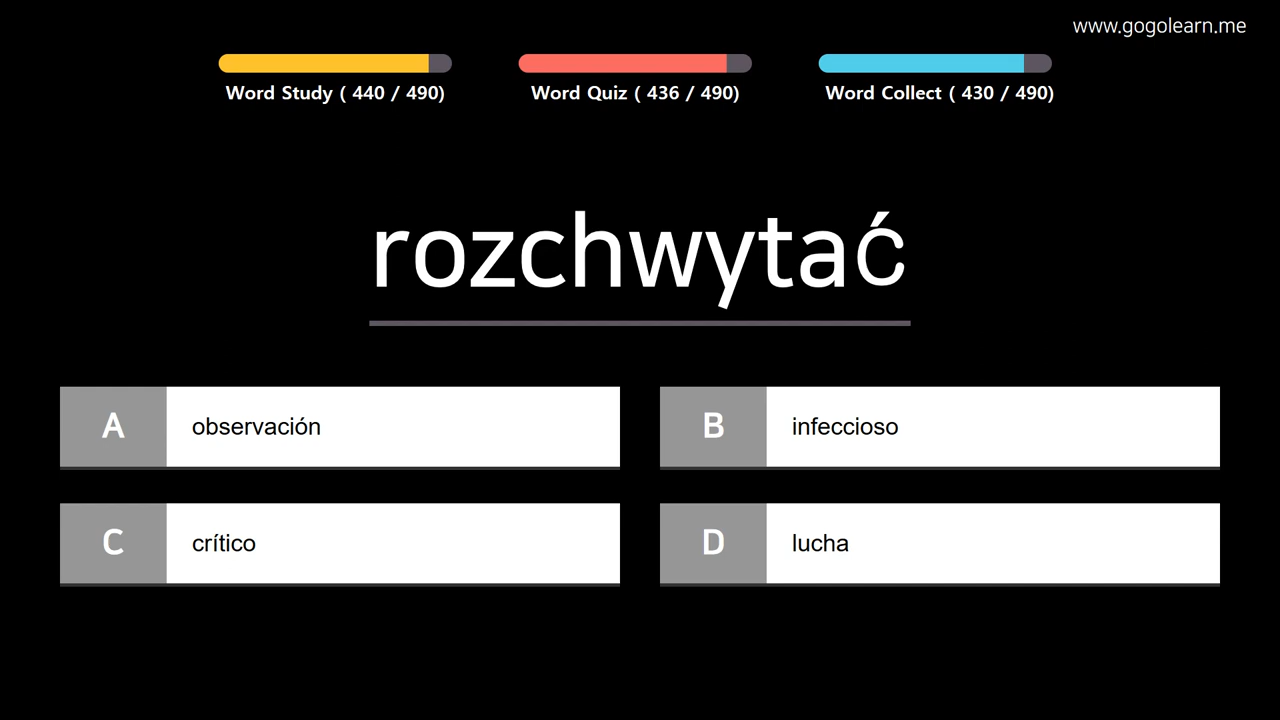 www.gogolearn.me
Word Study ( 440 / 490)
Word Quiz ( 436 / 490)
Word Collect ( 430 / 490)
rozchwytać
A observación
B infeccioso
C crítico
D lucha